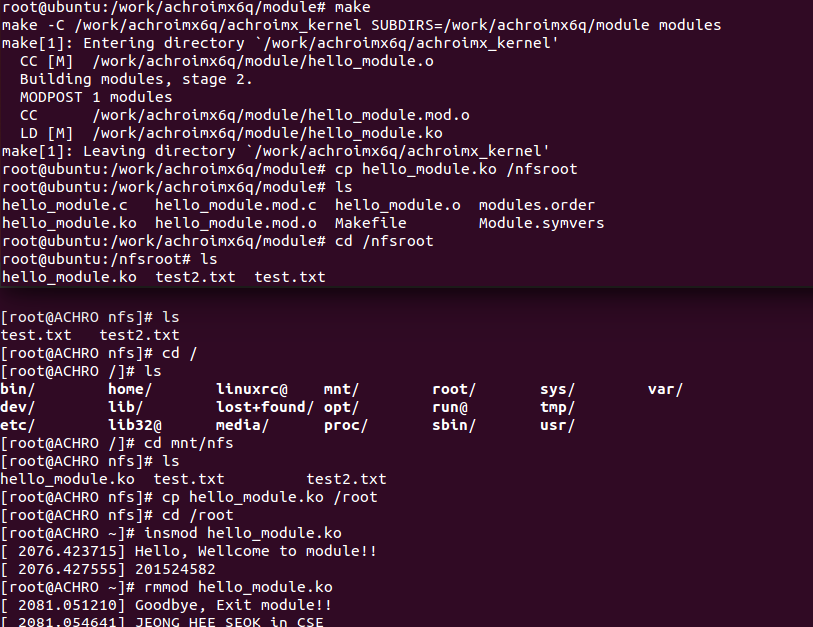 root@ubuntu:/work/achroimx6q/module# make
make -C /work/achroimx6q/achroimx_kernel SUBDIRS=/work/achroimx6q/module modules
make[1]: Entering directory `/work/achroimx6q/achroimx_kernel'
  CC [M]  /work/achroimx6q/module/hello_module.o
  Building modules, stage 2.
  MODPOST 1 modules
  CC      /work/achroimx6q/module/hello_module.mod.o
  LD [M]  /work/achroimx6q/module/hello_module.ko
make[1]: Leaving directory `/work/achroimx6q/achroimx_kernel'
root@ubuntu:/work/achroimx6q/module# cp hello_module.ko /nfsroot
root@ubuntu:/work/achroimx6q/module# ls
hello_module.c   hello_module.mod.c  hello_module.o  modules.order
hello_module.ko  hello_module.mod.o  Makefile        Module.symvers
root@ubuntu:/work/achroimx6q/module# cd /nfsroot
root@ubuntu:/nfsroot# ls
hello_module.ko  test2.txt  test.txt
[root@ACHRO nfs]# ls
test.txt   test2.txt
[root@ACHRO nfs]# cd /
[root@ACHRO /]# ls
bin/        home/       linuxrc@    mnt/        root/       sys/        var/
dev/        lib/        lost+found/ opt/        run@        tmp/
etc/        lib32@      media/      proc/       sbin/       usr/
[root@ACHRO /]# cd mnt/nfs
[root@ACHRO nfs]# ls
hello_module.ko  test.txt         test2.txt
[root@ACHRO nfs]# cp hello_module.ko /root
[root@ACHRO nfs]# cd /root
[root@ACHRO ~]# insmod hello_module.ko
[ 2076.423715] Hello, Wellcome to module!!
[ 2076.427555] 201524582
[root@ACHRO ~]# rmmod hello_module.ko
[ 2081.051210] Goodbye, Exit module!!
[ 2081.054641] JEONG HEE SEOK in CSE